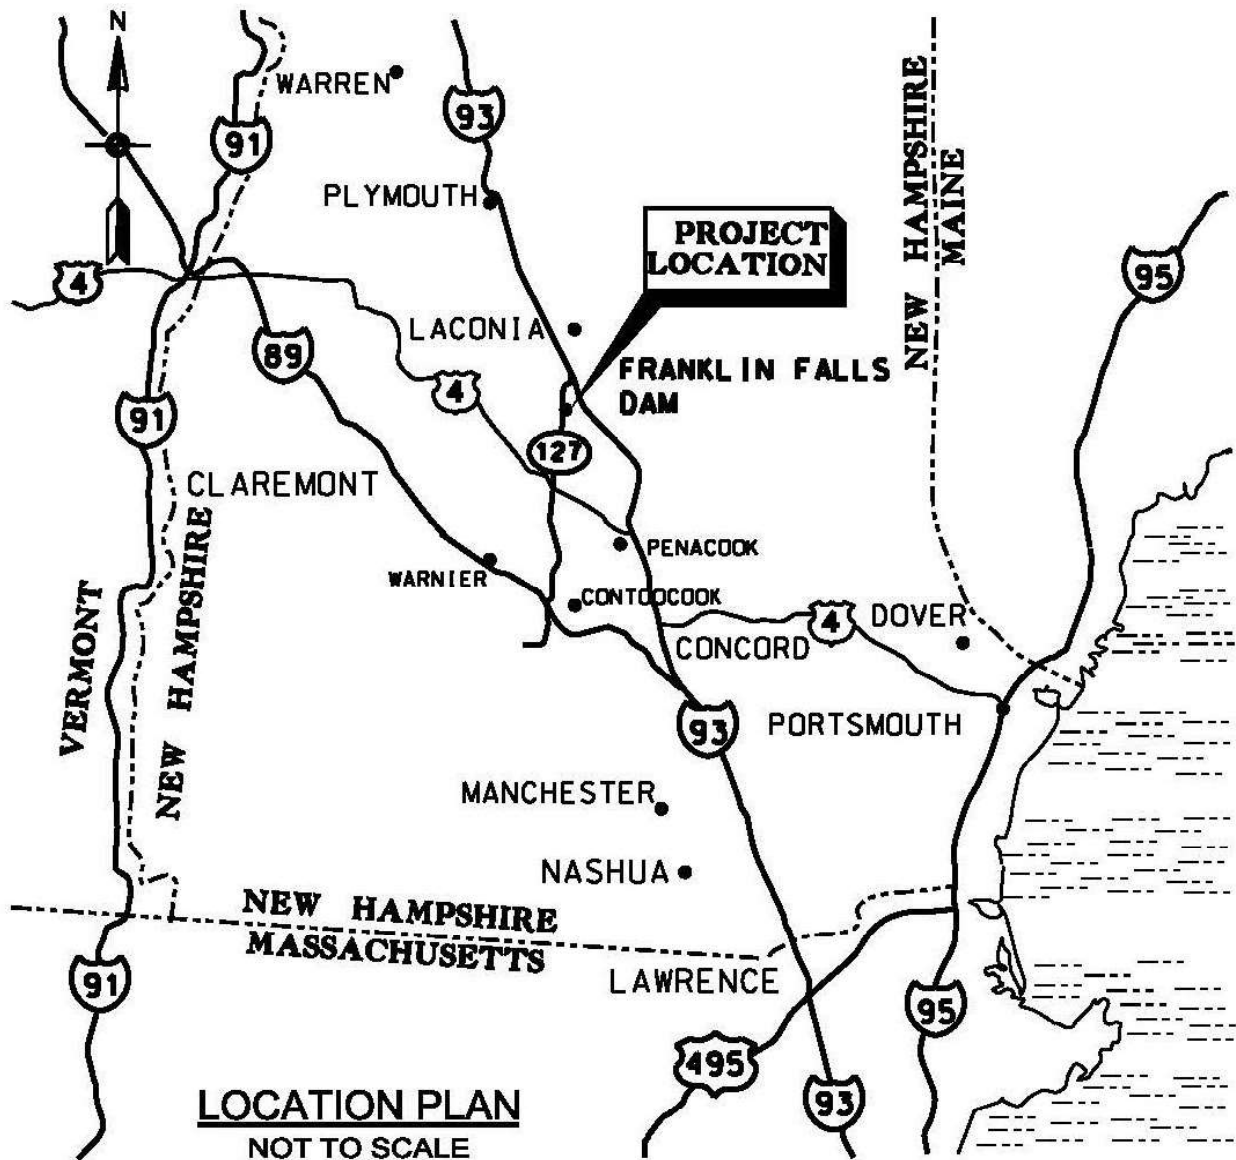 N
WARREN
93
91
PLYMOUTH
NEW HAMPSHIRE
MAINE
PROJECT
LOCATION
95
4
LACONIA
89
FRANKLIN FALLS
DAM
4
91
127
CLAREMONT
PENACOOK
WARNIER
CONTOOCOOK
VERMONT
NEW HAMPSHIRE
4
DOVER
CONCORD
93
PORTSMOUTH
MANCHESTER
NASHUA
NEW HAMPSHIRE
MASSACHUSETTS
LAWRENCE
91
95
495
93
LOCATION PLAN
NOT TO SCALE